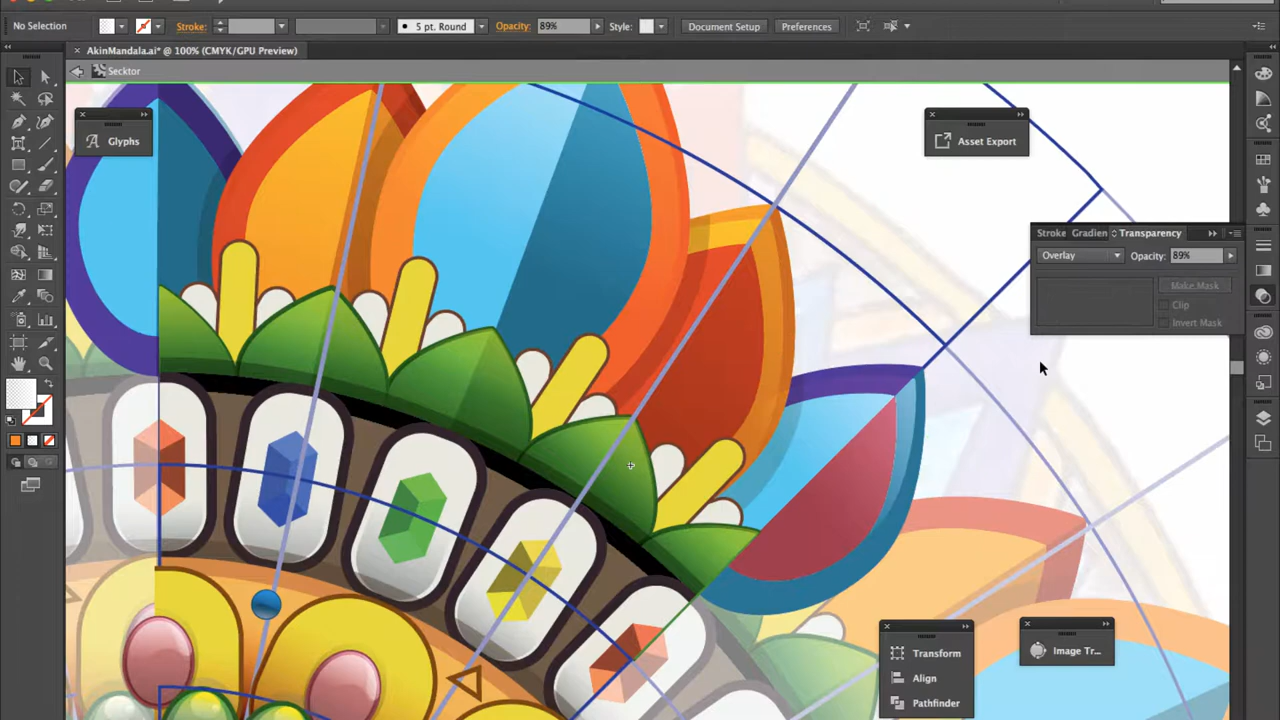 No Selection
Stroke:
5 pt. Round
Opacity: 89%
Style:
Document Setup
Preferences
× AkinMandala.ai* @ 100% (CMYK/GPU Preview)
Secktor
A Glyphs
Asset Export
Stroke Gradien Transparency
Overlay
Opacity: 89%
Make Mask
Clip
Invert Mask
Transform
Align
Pathfinder
Image Tr...